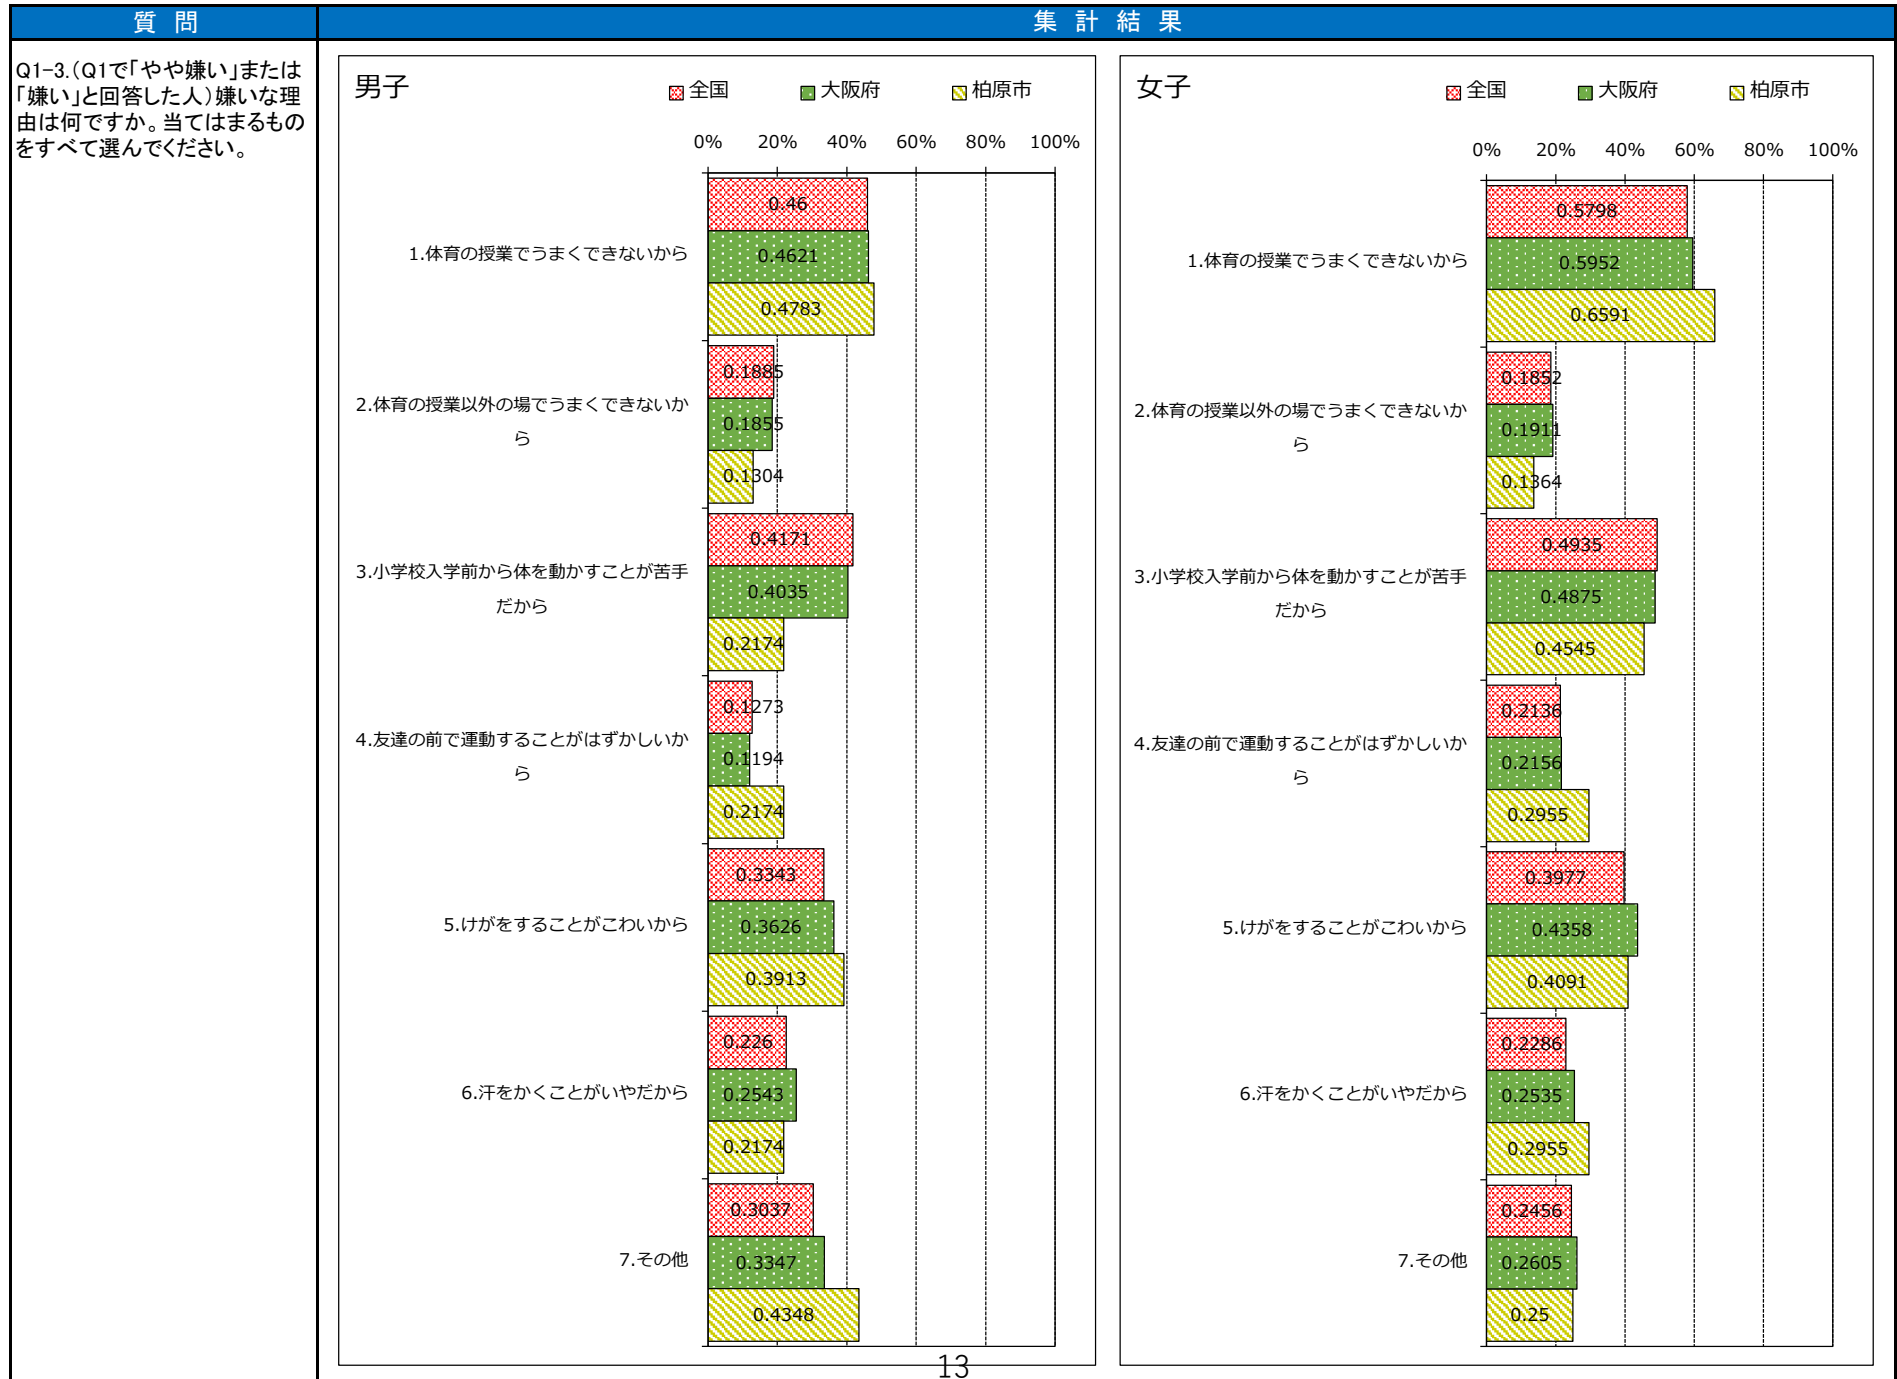 質 問
集 計 結 果
Q1-3.(Q1で「やや嫌い」または
「嫌い」と回答した人)嫌いな理
由は何ですか。当てはまるもの
をすべて選んでください。
男子
全国 大阪府 柏原市
0% 20% 40% 60% 80% 100%
1.体育の授業でうまくできないから
0.46
0.4621
0.4783
2.体育の授業以外の場でうまくできないか
ら
0.1885
0.1855
0.1304
3.小学校入学前から体を動かすことが苦手
だから
0.4171
0.4035
0.2174
4.友達の前で運動することがはずかしいか
ら
0.1273
0.1194
0.2174
5.けがをすることがこわいから
0.3343
0.3626
0.3913
6.汗をかくことがいやだから
0.226
0.2543
0.2174
7.その他
0.3037
0.3347
0.4348
女子
全国 大阪府 柏原市
0% 20% 40% 60% 80% 100%
1.体育の授業でうまくできないから
0.5798
0.5952
0.6591
2.体育の授業以外の場でうまくできないか
ら
0.1852
0.1911
0.1364
3.小学校入学前から体を動かすことが苦手
だから
0.4935
0.4875
0.4545
4.友達の前で運動することがはずかしいか
ら
0.2136
0.2156
0.2955
5.けがをすることがこわいから
0.3977
0.4358
0.4091
6.汗をかくことがいやだから
0.2286
0.2535
0.2955
7.その他
0.2456
0.2605
0.25
13